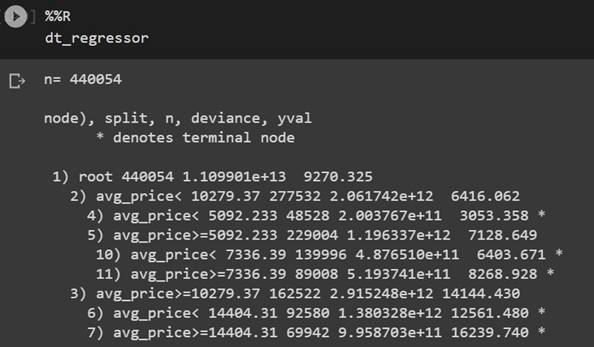 %%R
dt_regressor
n= 440054
node), split, n, deviance, yval
* denotes terminal node
1) root 440054 1.109901e+13 9270.325
2) avg_price< 10279.37 277532 2.061742e+12 6416.062
4) avg_price< 5092.233 48528 2.003767e+11 3053.358 *
5) avg_price>=5092.233 229004 1.196337e+12 7128.649
10) avg_price< 7336.39 139996 4.876510e+11 6403.671 *
11) avg_price>=7336.39 89008 5.193741e+11 8268.928 *
3) avg_price>=10279.37 162522 2.915248e+12 14144.430
6) avg_price< 14404.31 92580 1.380328e+12 12561.480 *
7) avg_price>=14404.31 69942 9.958703e+11 16239.740 *